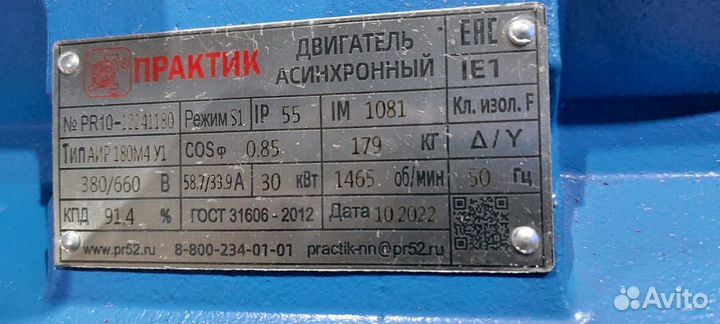 ПРАКТИК ДВИГАТЕЛЬ АСИНХРОННЫЙ EAC
IE1
№ PR10-12241180 Режим S1 IP 55 IM 1081 Кл. изол. F
Тип АИР 180М4 У1 COS φ 0,85 179 КГ Δ/Y
380/660 В 58.7/33.9 А 30 кВт 1465 об/мин 50 Гц
КПД 91.4 % ГОСТ 31606 - 2012 Дата 10.2022
www.pr52.ru 8-800-234-01-01 practik-nn@pr52.ru
Avito